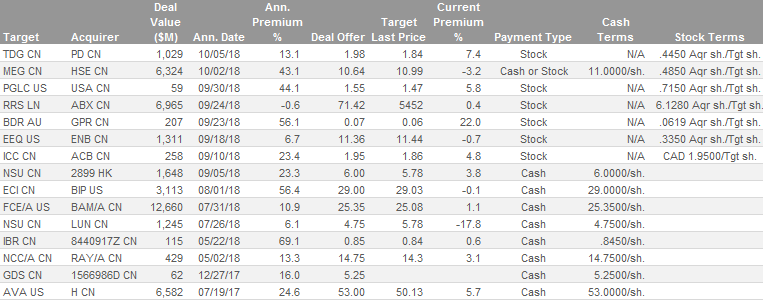 Deal Ann. Target Current
Value Premium Last Price Premium Cash
Target Acquirer ($M) Ann. Date % Deal Offer Last Price % Payment Type Terms Stock Terms
TDG CN PD CN 1,029 10/05/18 13.1 1.98 1.84 7.4 Stock N/A .4450 Aqr sh./Tgt sh.
MEG CN HSE CN 6,324 10/02/18 43.1 10.64 10.99 -3.2 Cash or Stock 11.0000/sh. .4850 Aqr sh./Tgt sh.
PGLC US USA CN 59 09/30/18 44.1 1.55 1.47 5.8 Stock N/A .7150 Aqr sh./Tgt sh.
RRS LN ABX CN 6,965 09/24/18 -0.6 71.42 5452 0.4 Stock N/A 6.1280 Aqr sh./Tgt sh.
BDR AU GPR CN 207 09/23/18 56.1 0.07 0.06 22.0 Stock N/A .0619 Aqr sh./Tgt sh.
EEQ US ENB CN 1,311 09/18/18 6.7 11.36 11.44 -0.7 Stock N/A .3350 Aqr sh./Tgt sh.
ICC CN ACB CN 258 09/10/18 23.4 1.95 1.86 4.8 Stock N/A CAD 1.9500/Tgt sh.
NSU CN 2899 HK 1,648 09/05/18 23.3 6.00 5.78 3.8 Cash 6.0000/sh.
ECI CN BIP US 3,113 08/01/18 56.4 29.00 29.03 -0.1 Cash 29.0000/sh.
FCE/A US BAM/A CN 12,660 07/31/18 10.9 25.35 25.08 1.1 Cash 25.3500/sh.
NSU CN LUN CN 1,245 07/26/18 6.1 4.75 5.78 -17.8 Cash 4.7500/sh.
IBR CN 8440917Z CN 115 05/22/18 69.1 0.85 0.84 0.6 Cash .8450/sh.
NCC/A CN RAY/A CN 429 05/02/18 13.3 14.75 14.3 3.1 Cash 14.7500/sh.
GDS CN 1566986D CN 62 12/27/17 16.0 5.25 Cash 5.2500/sh.
AVA US H CN 6,582 07/19/17 24.6 53.00 50.13 5.7 Cash 53.0000/sh.